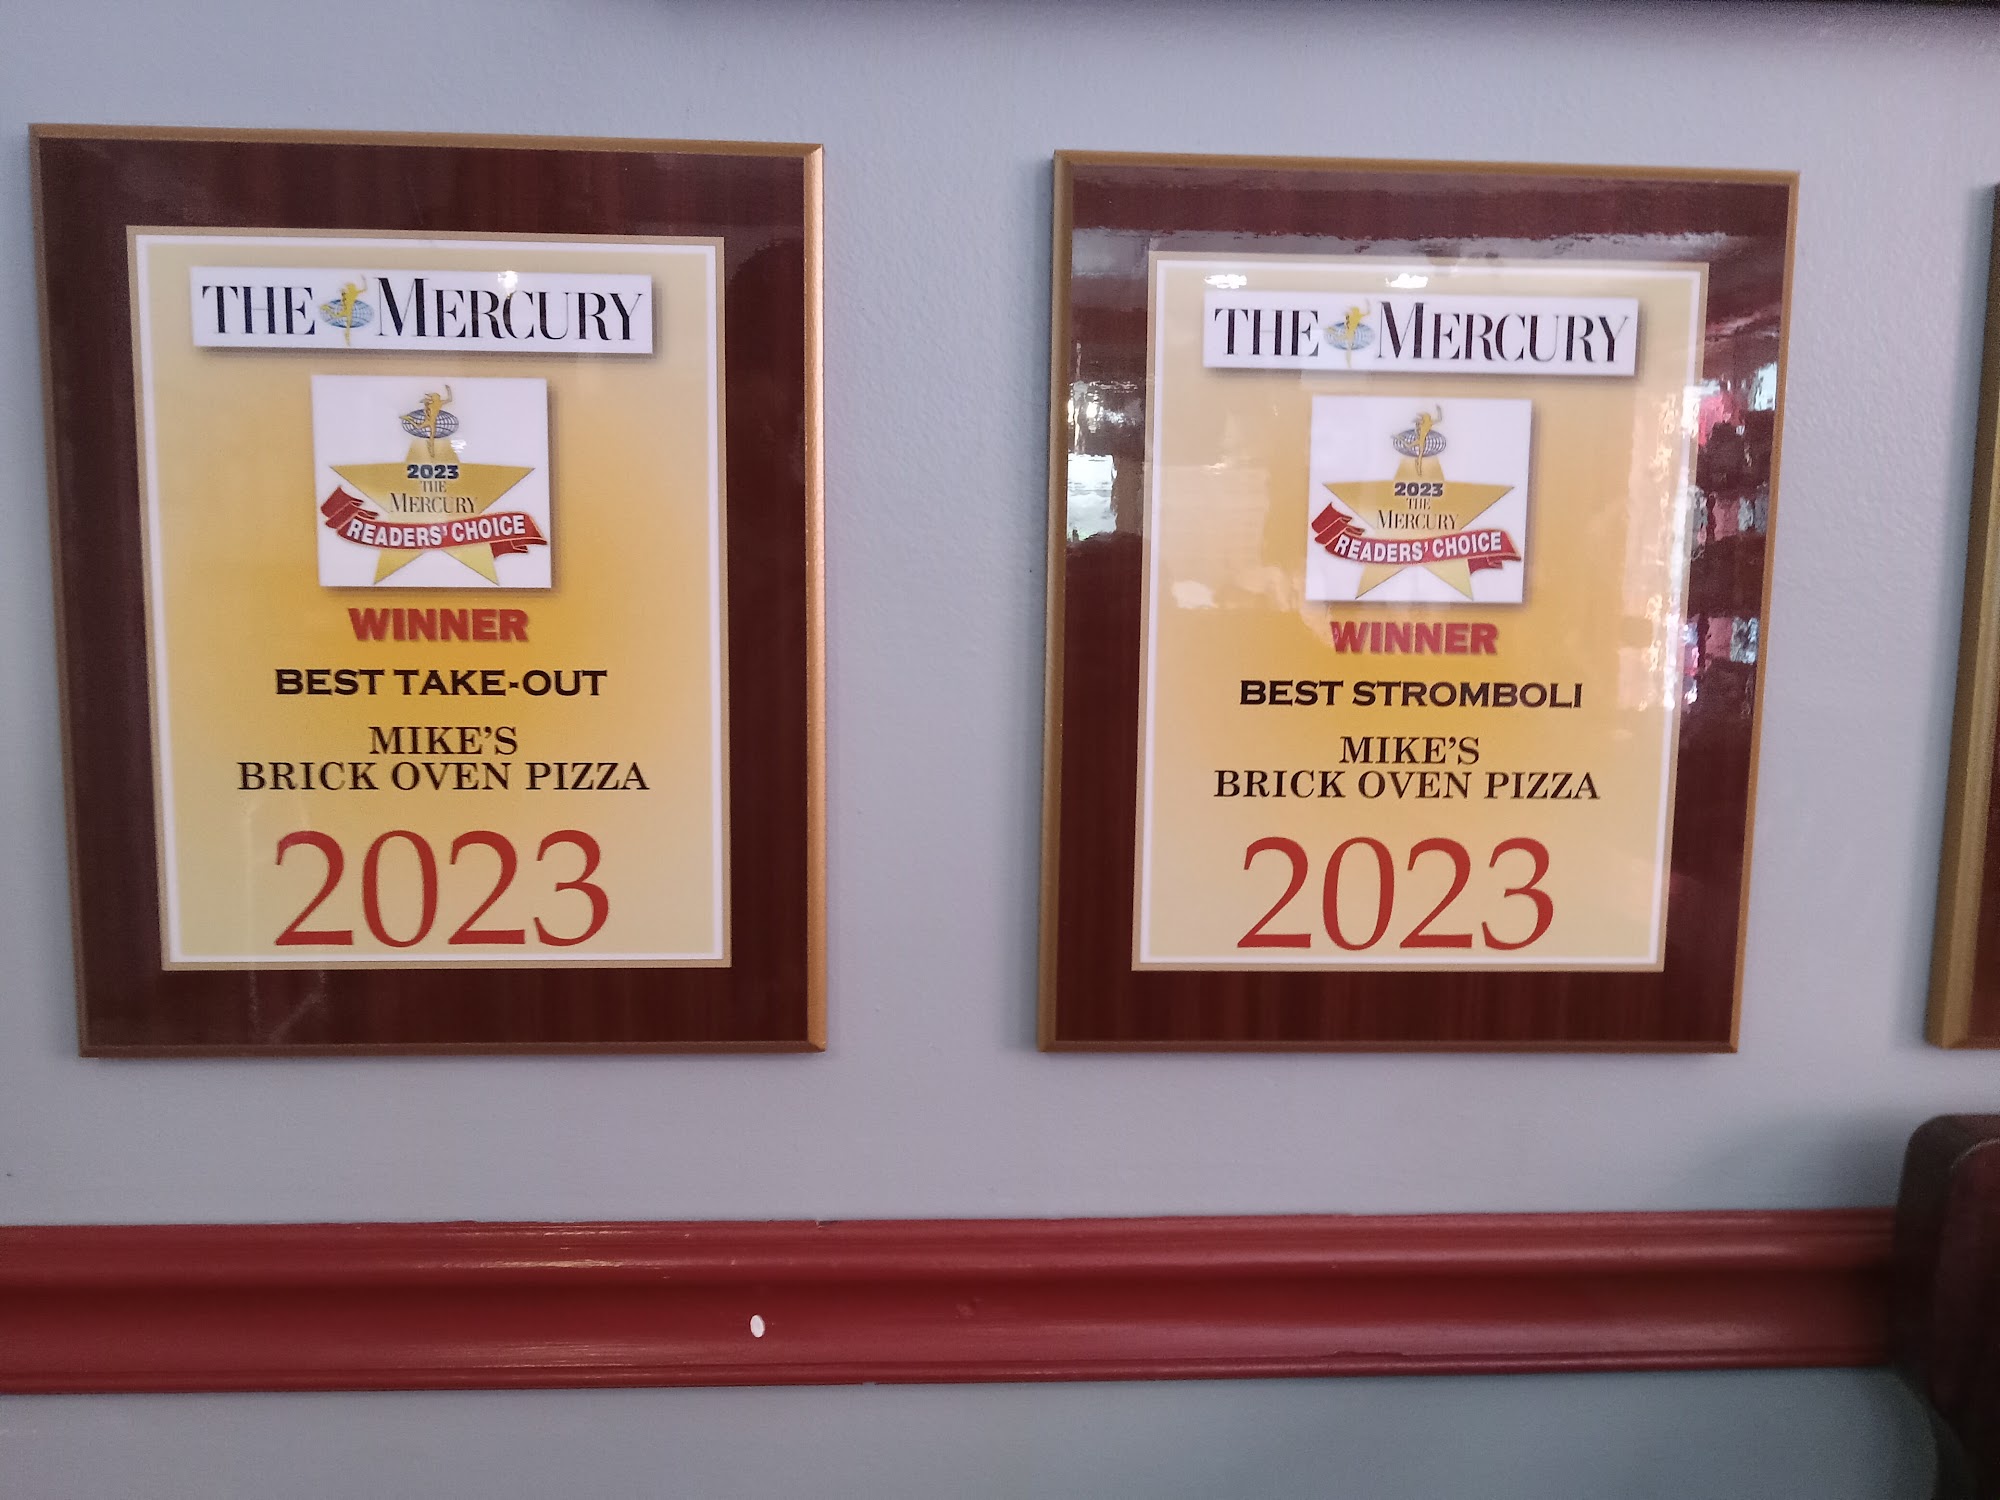 THE MERCURY
2023
THE
MERCURY
READERS' CHOICE
WINNER
BEST TAKE-OUT
MIKE'S
BRICK OVEN PIZZA
2023
THE MERCURY
2023
THE
MERCURY
READERS' CHOICE
WINNER
BEST STROMBOLI
MIKE'S
BRICK OVEN PIZZA
2023